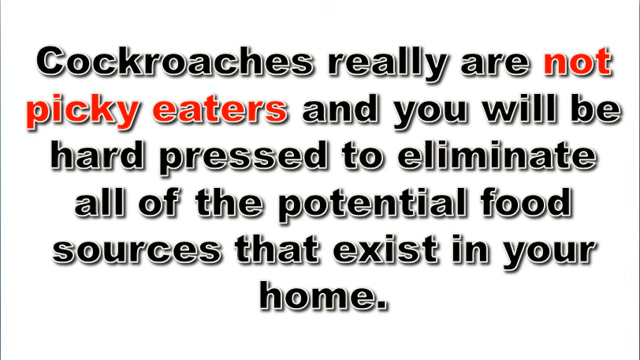 Cockroaches really are not
picky eaters and you will be
hard pressed to eliminate
all of the potential food
sources that exist in your
home.